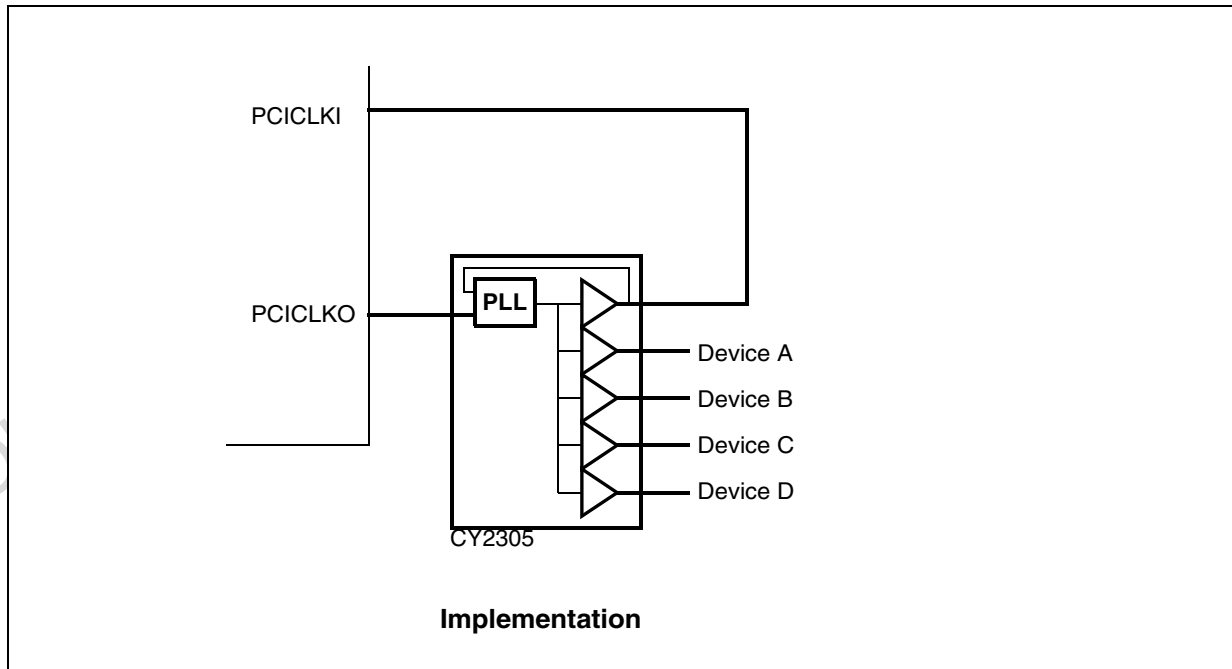 PCICLKI
PCICLKO
PLL
Device A
Device B
Device C
Device D
CY2305
Implementation